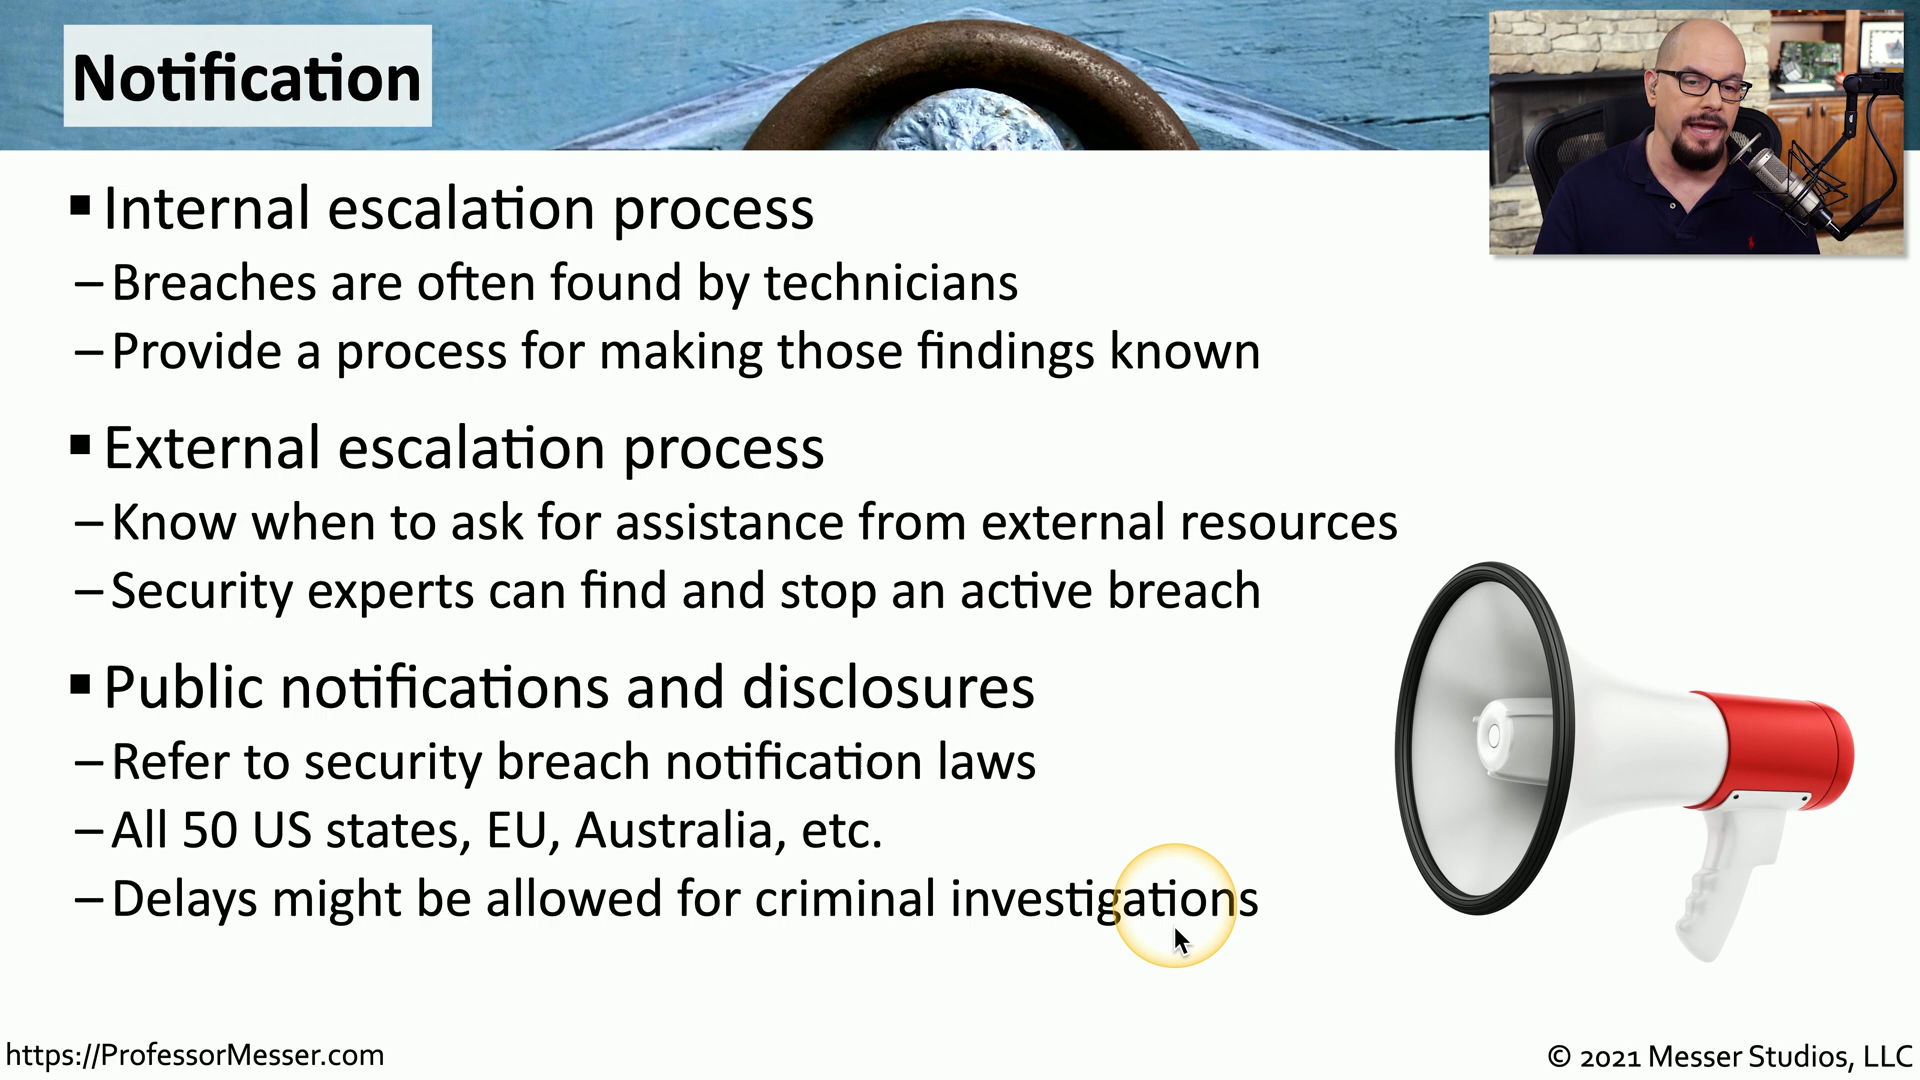 Notification
▪ Internal escalation process
– Breaches are often found by technicians
– Provide a process for making those findings known
▪ External escalation process
– Know when to ask for assistance from external resources
– Security experts can find and stop an active breach
▪ Public notifications and disclosures
– Refer to security breach notification laws
– All 50 US states, EU, Australia, etc.
– Delays might be allowed for criminal investigations
https://ProfessorMesser.com
© 2021 Messer Studios, LLC